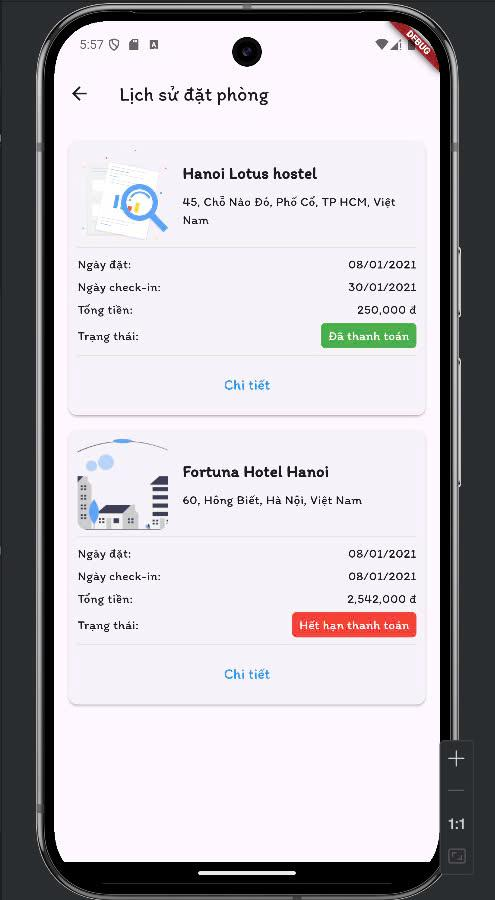 5:57
DEBUG
Lịch sử đặt phòng
Hanoi Lotus hostel
45, Chỗ Nào Đó, Phố Cổ, TP HCM, Việt
Nam
Ngày đặt: 08/01/2021
Ngày check-in: 30/01/2021
Tổng tiền: 250,000 đ
Trạng thái: Đã thanh toán
Chi tiết
Fortuna Hotel Hanoi
60, Hông Biết, Hà Nội, Việt Nam
Ngày đặt: 08/01/2021
Ngày check-in: 08/01/2021
Tổng tiền: 2,542,000 đ
Trạng thái: Hết hạn thanh toán
Chi tiết
1:1